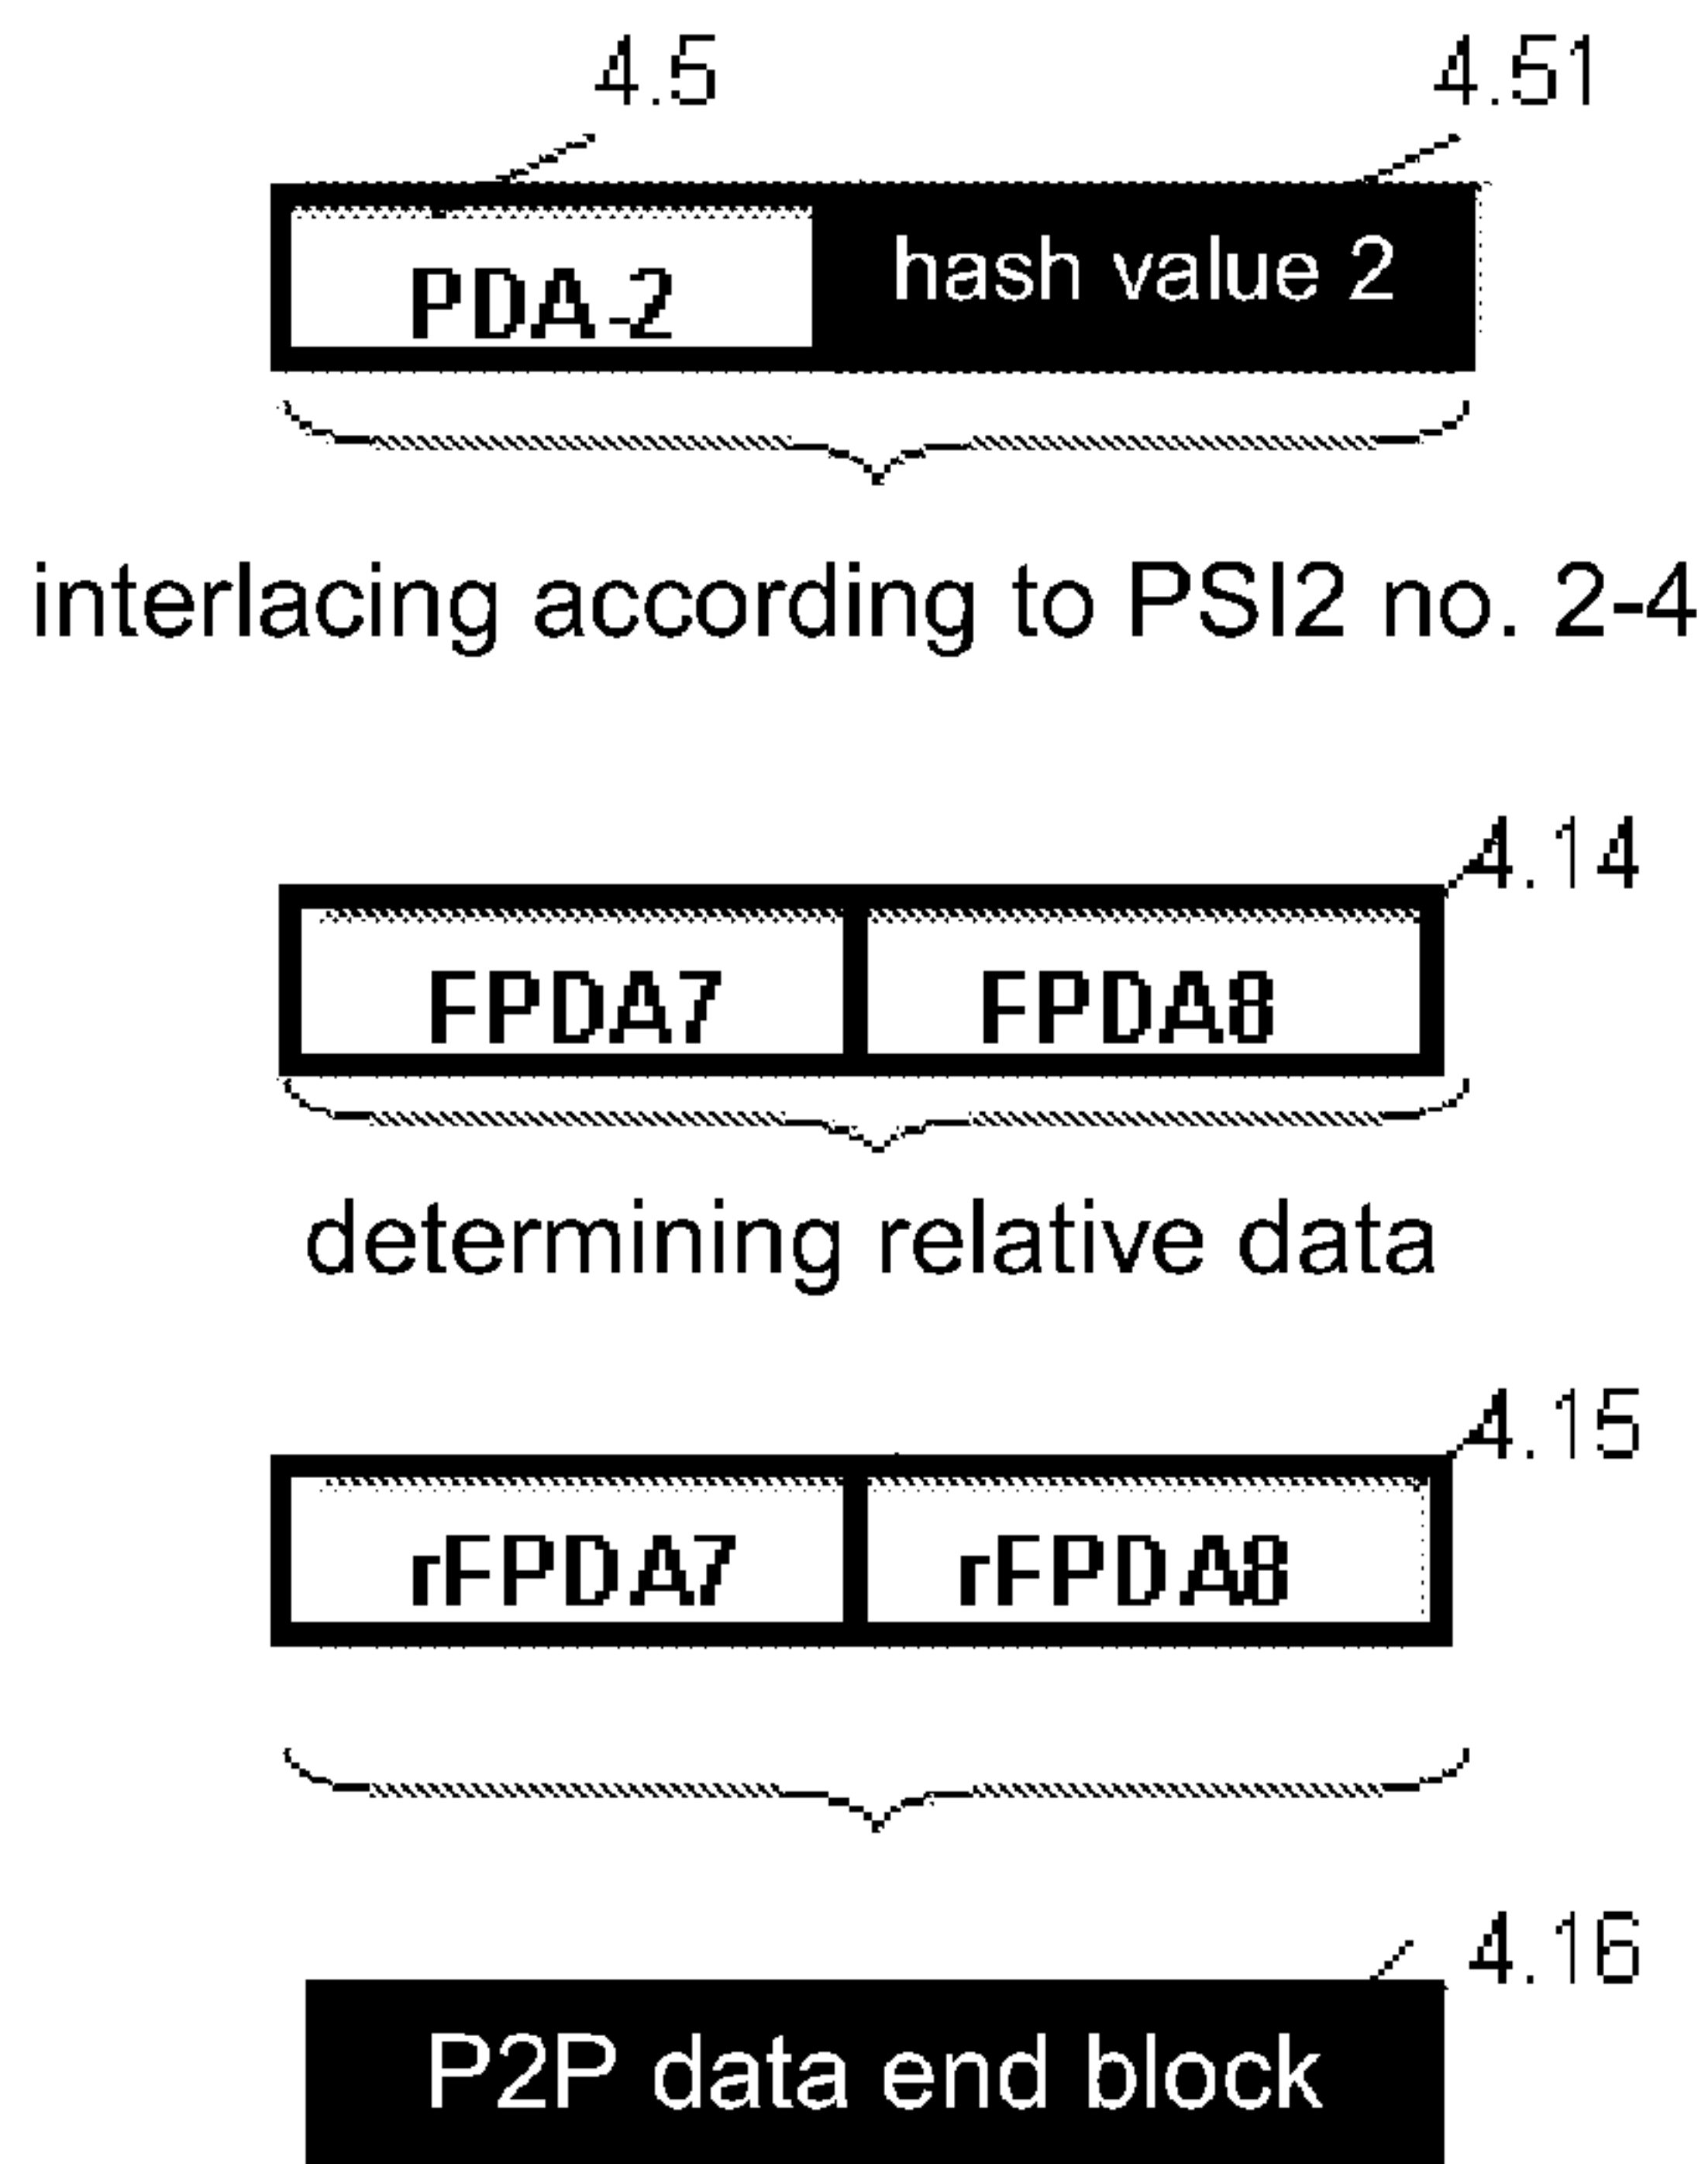 4.5 4.51
PDA-2 hash value 2
interlacing according to PSI2 no. 2-4
4.14
FPDA7 FPDA8
determining relative data
4.15
rFPDA7 rFPDA8
4.16
P2P data end block